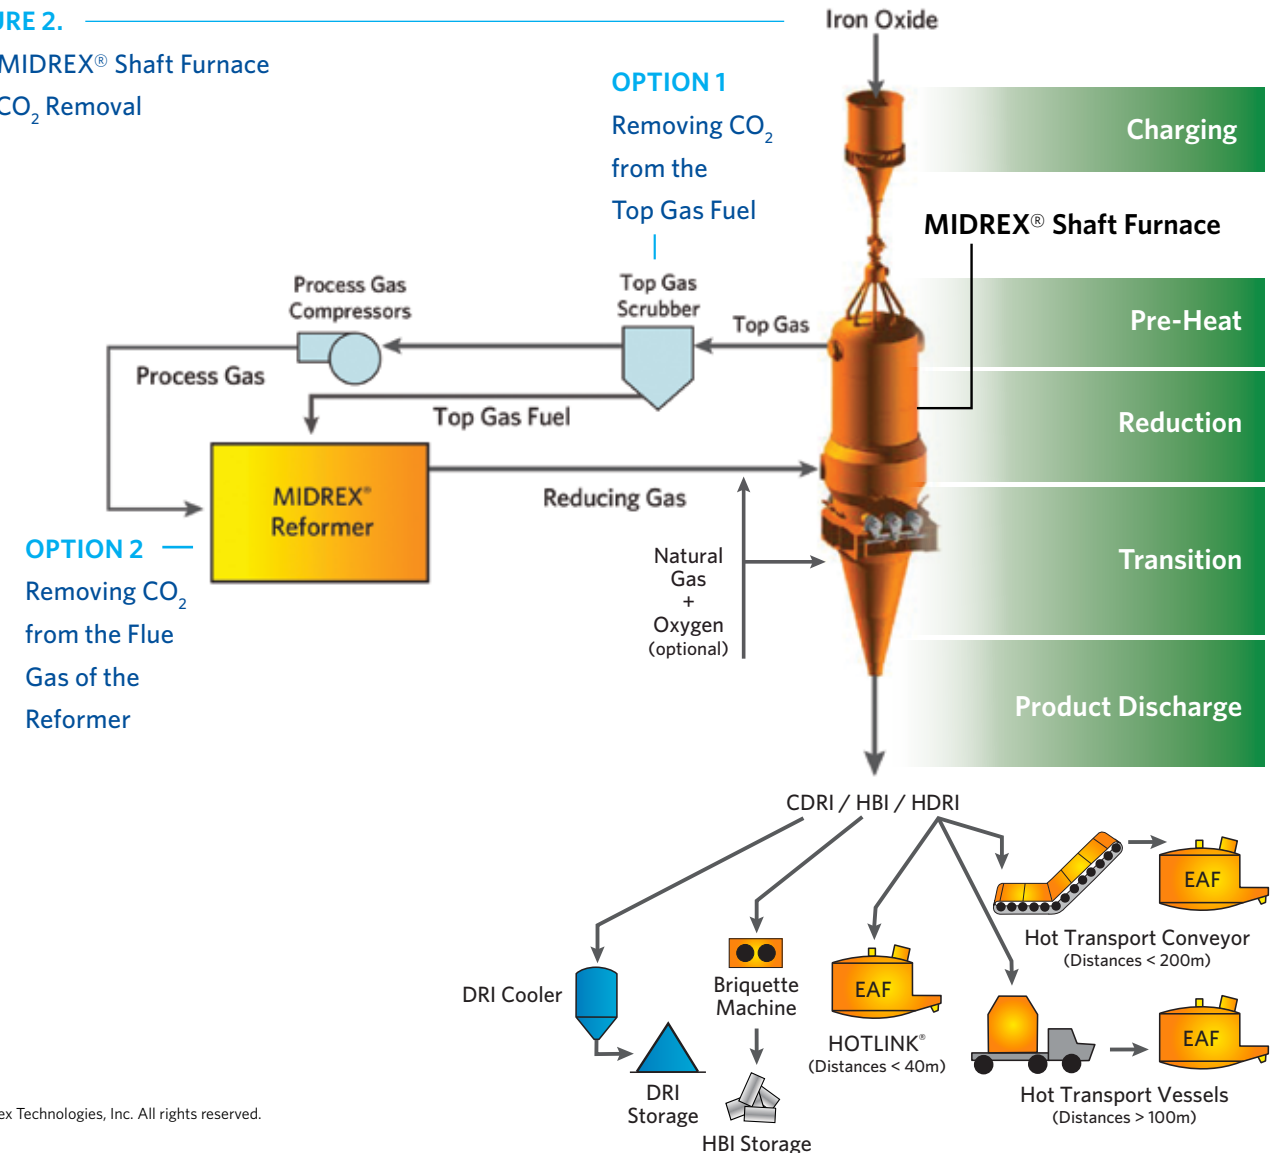 URE 2.
MIDREX® Shaft Furnace
CO₂ Removal
Iron Oxide
OPTION 1
Removing CO₂
from the
Top Gas Fuel
Charging
MIDREX® Shaft Furnace
Process Gas
Compressors
Top Gas
Scrubber
Top Gas
Pre-Heat
Process Gas
Top Gas Fuel
Reduction
MIDREX®
Reformer
Reducing Gas
OPTION 2
Removing CO₂
from the Flue
Gas of the
Reformer
Natural
Gas
+
Oxygen
(optional)
Transition
Product Discharge
CDRI / HBI / HDRI
EAF
Hot Transport Conveyor
(Distances < 200m)
DRI Cooler
Briquette
Machine
EAF
HOTLINK®
(Distances < 40m)
EAF
Hot Transport Vessels
(Distances > 100m)
DRI
Storage
HBI Storage
ex Technologies, Inc. All rights reserved.